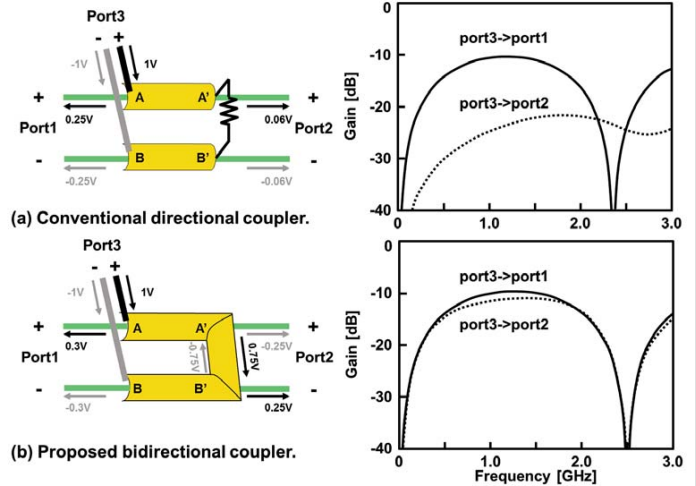 Port3
- +
-1V 1V
+ A A' +
0.25V 0.06V
Port1 Port2
- B B' -
-0.25V -0.06V
(a) Conventional directional coupler.
0
-10
-20
-30
-40
Gain [dB]
port3->port1
port3->port2
0 1.0 2.0 3.0
Port3
- +
-1V 1V
+ A A' +
0.3V -0.75V 0.75V -0.25V
Port1 Port2
- B B' -
-0.3V 0.25V
(b) Proposed bidirectional coupler.
0
-10
-20
-30
-40
Gain [dB]
port3->port1
port3->port2
0 1.0 2.0 3.0
Frequency [GHz]